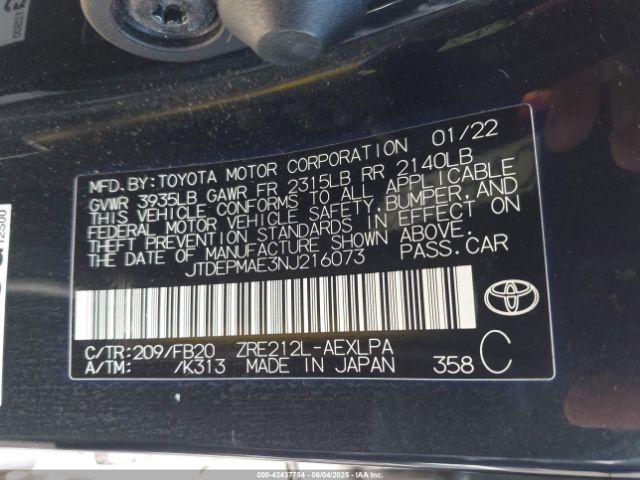 MFD. BY: TOYOTA MOTOR CORPORATION 01/22
GVWR 3935LB GAWR FR 2315LB RR 2140LB
THIS VEHICLE CONFORMS TO ALL APPLICABLE
FEDERAL MOTOR VEHICLE SAFETY, BUMPER, AND
THEFT PREVENTION STANDARDS IN EFFECT ON
THE DATE OF MANUFACTURE SHOWN ABOVE.
JTDEPMAE3NJ216073 PASS. CAR
C/TR: 209/FB20 ZRE212L-AEXLPA
A/TM: /K313 MADE IN JAPAN 358 C
00-42437754 | 06/04/2025 | IAAI Inc.